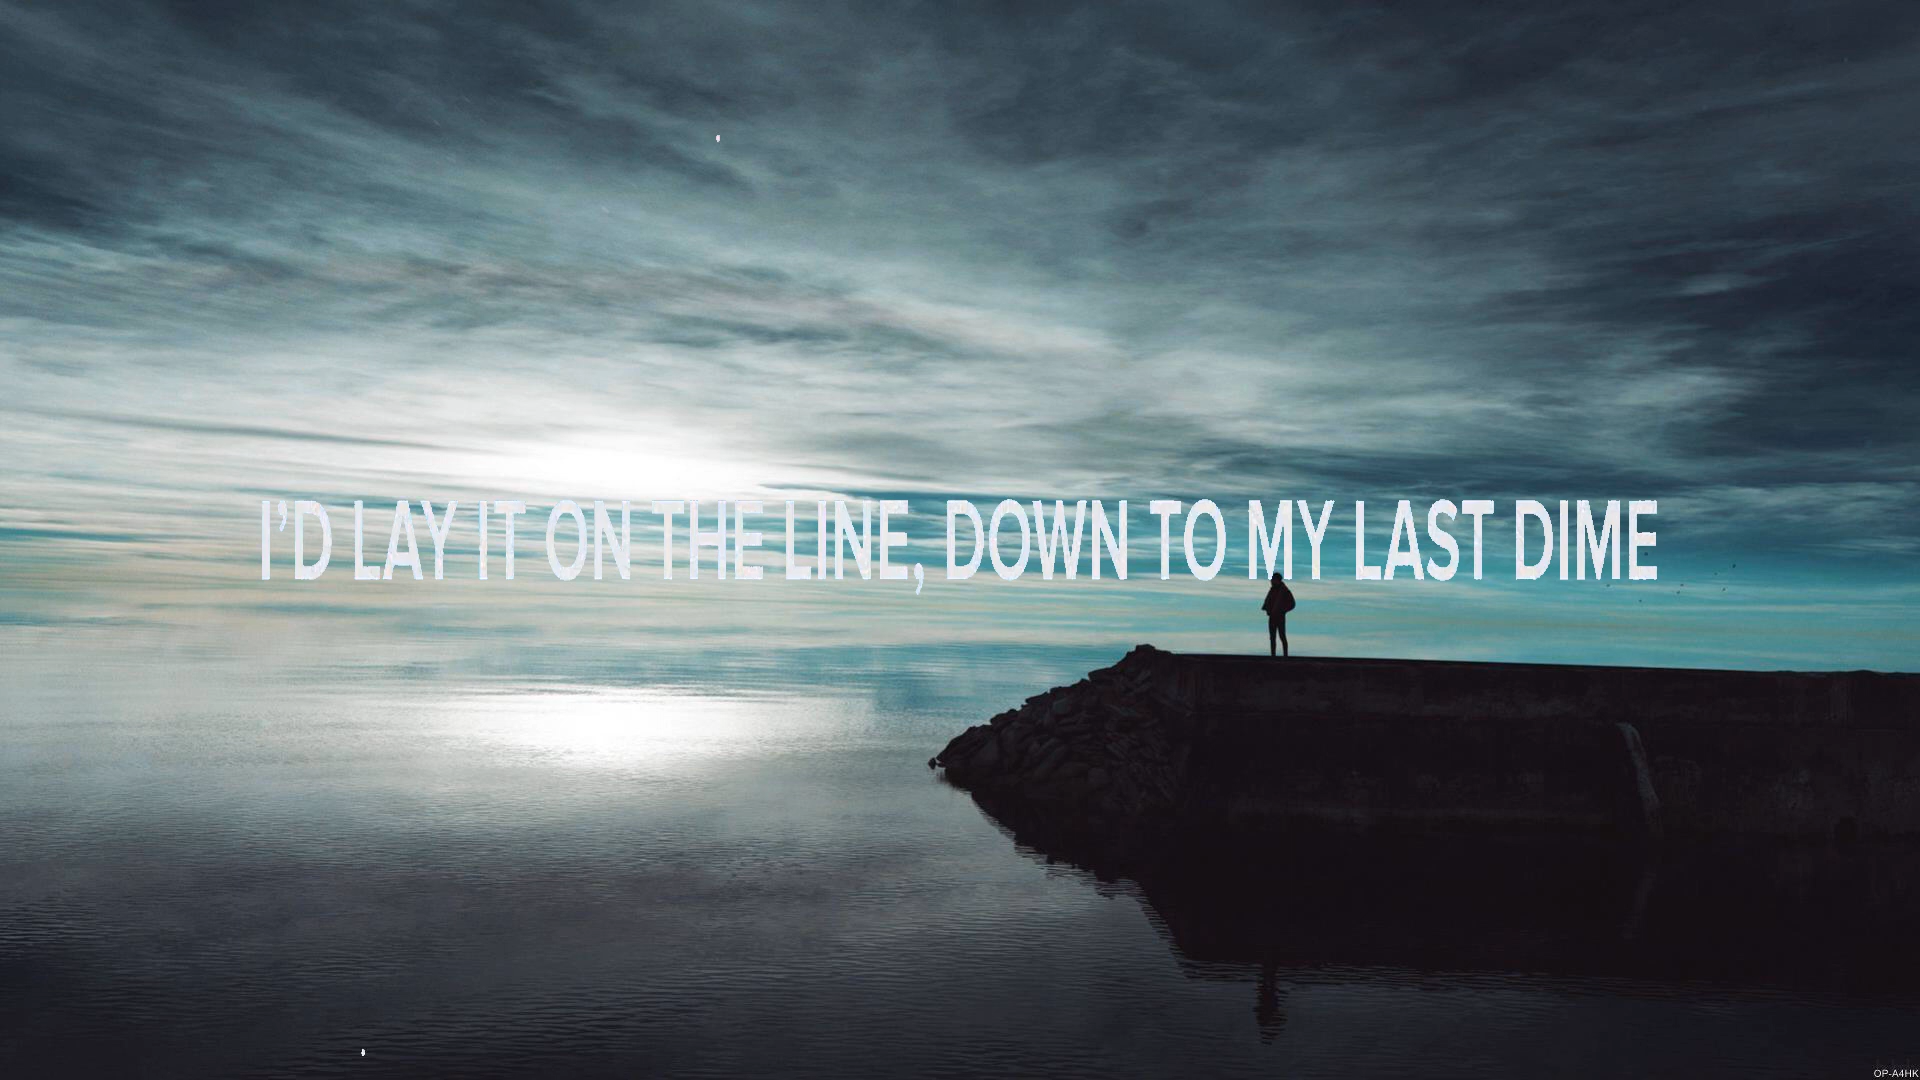 I’D LAY IT ON THE LINE, DOWN TO MY LAST DIME
OP-A4HK